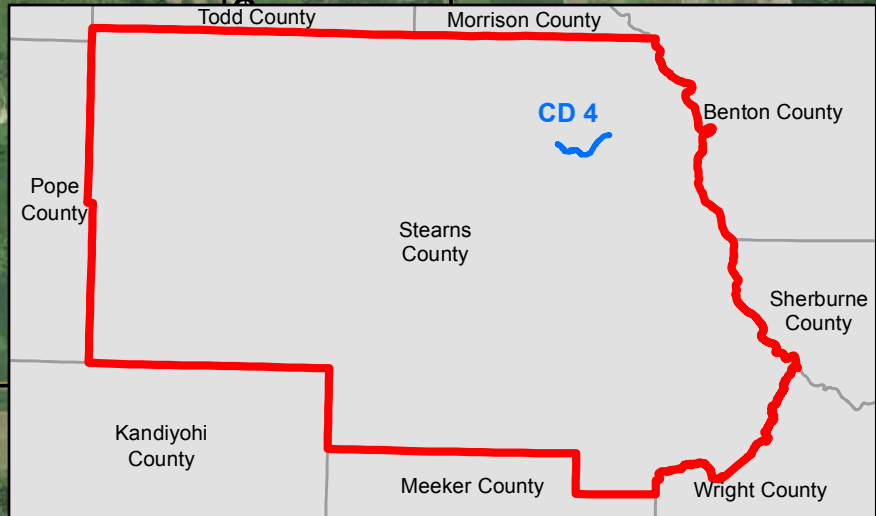 Todd County
Morrison County
CD 4
Benton County
Pope
County
Stearns
County
Sherburne
County
Kandiyohi
County
Meeker County
Wright County